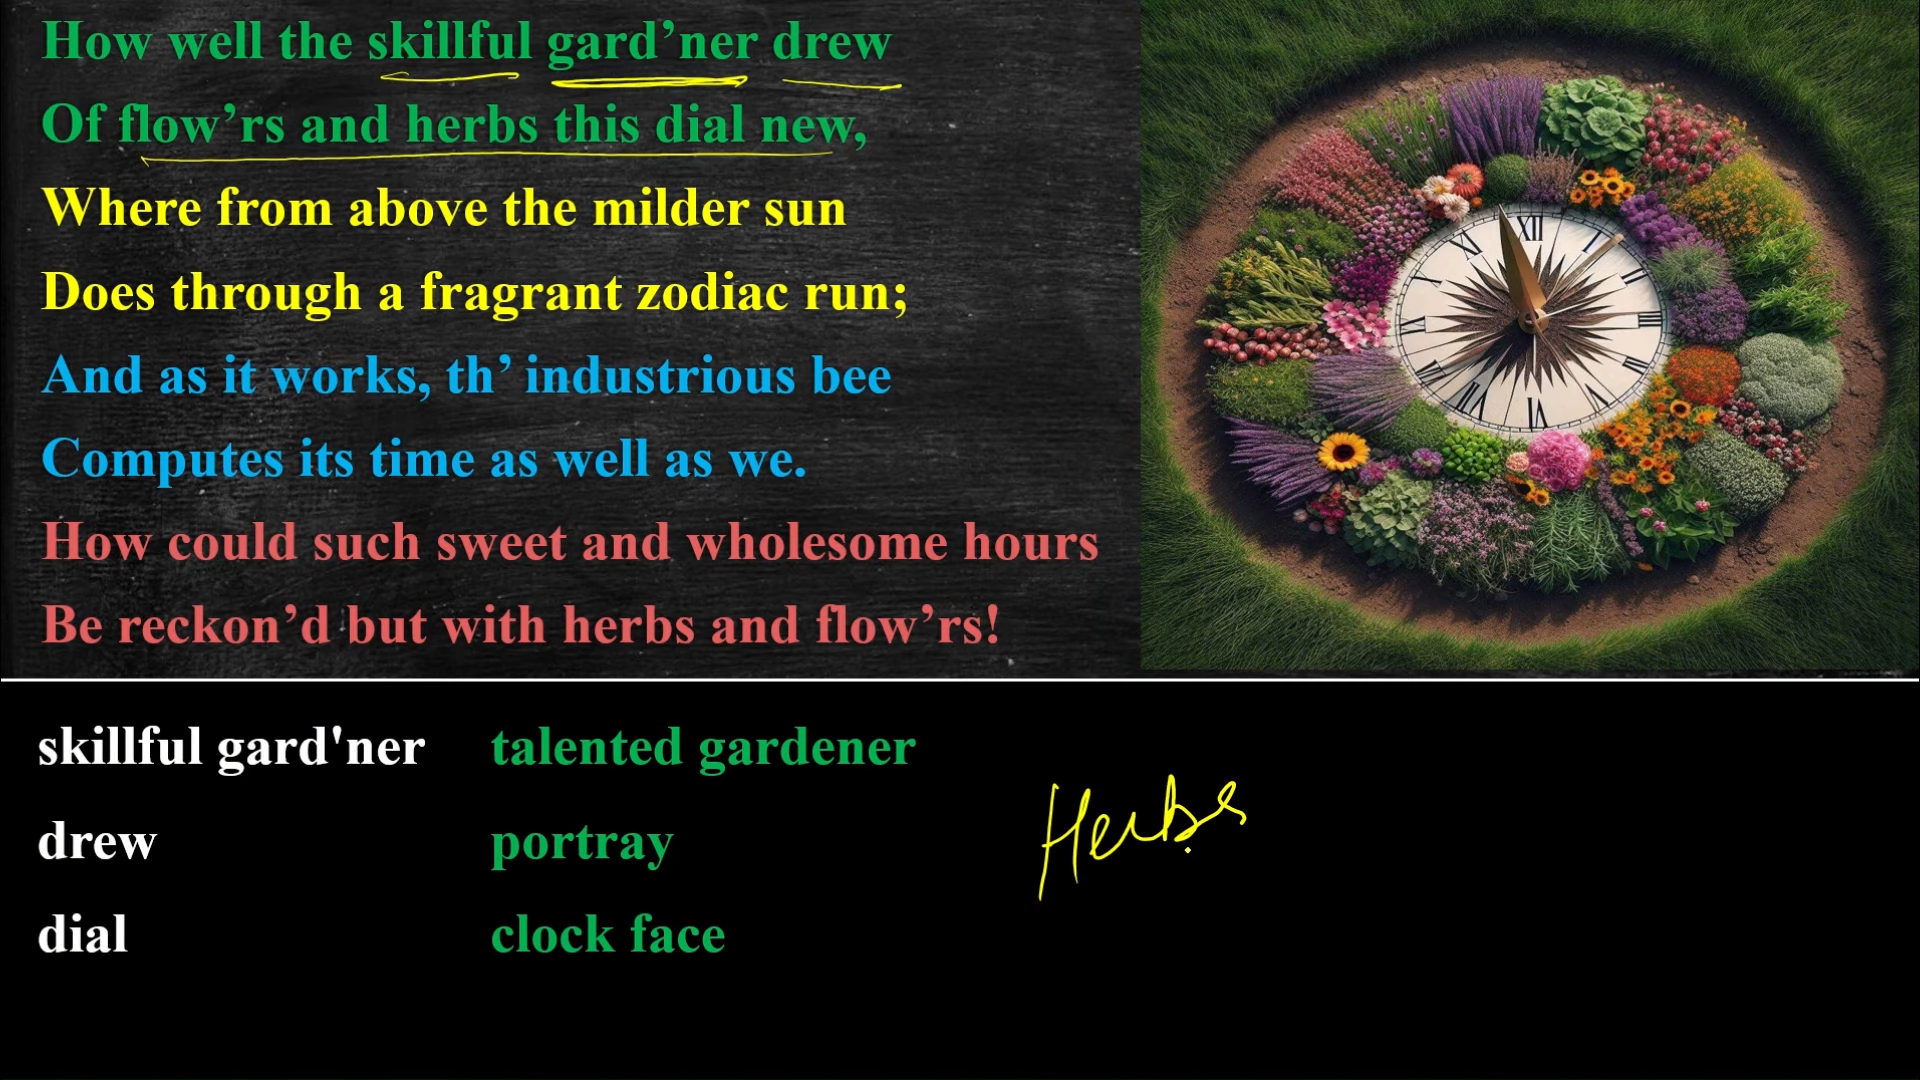 How well the skillful gard’ner drew
Of flow’rs and herbs this dial new,
Where from above the milder sun
Does through a fragrant zodiac run;
And as it works, th’ industrious bee
Computes its time as well as we.
How could such sweet and wholesome hours
Be reckon’d but with herbs and flow’rs!
skillful gard'ner talented gardener
drew portray
dial clock face
Herbs